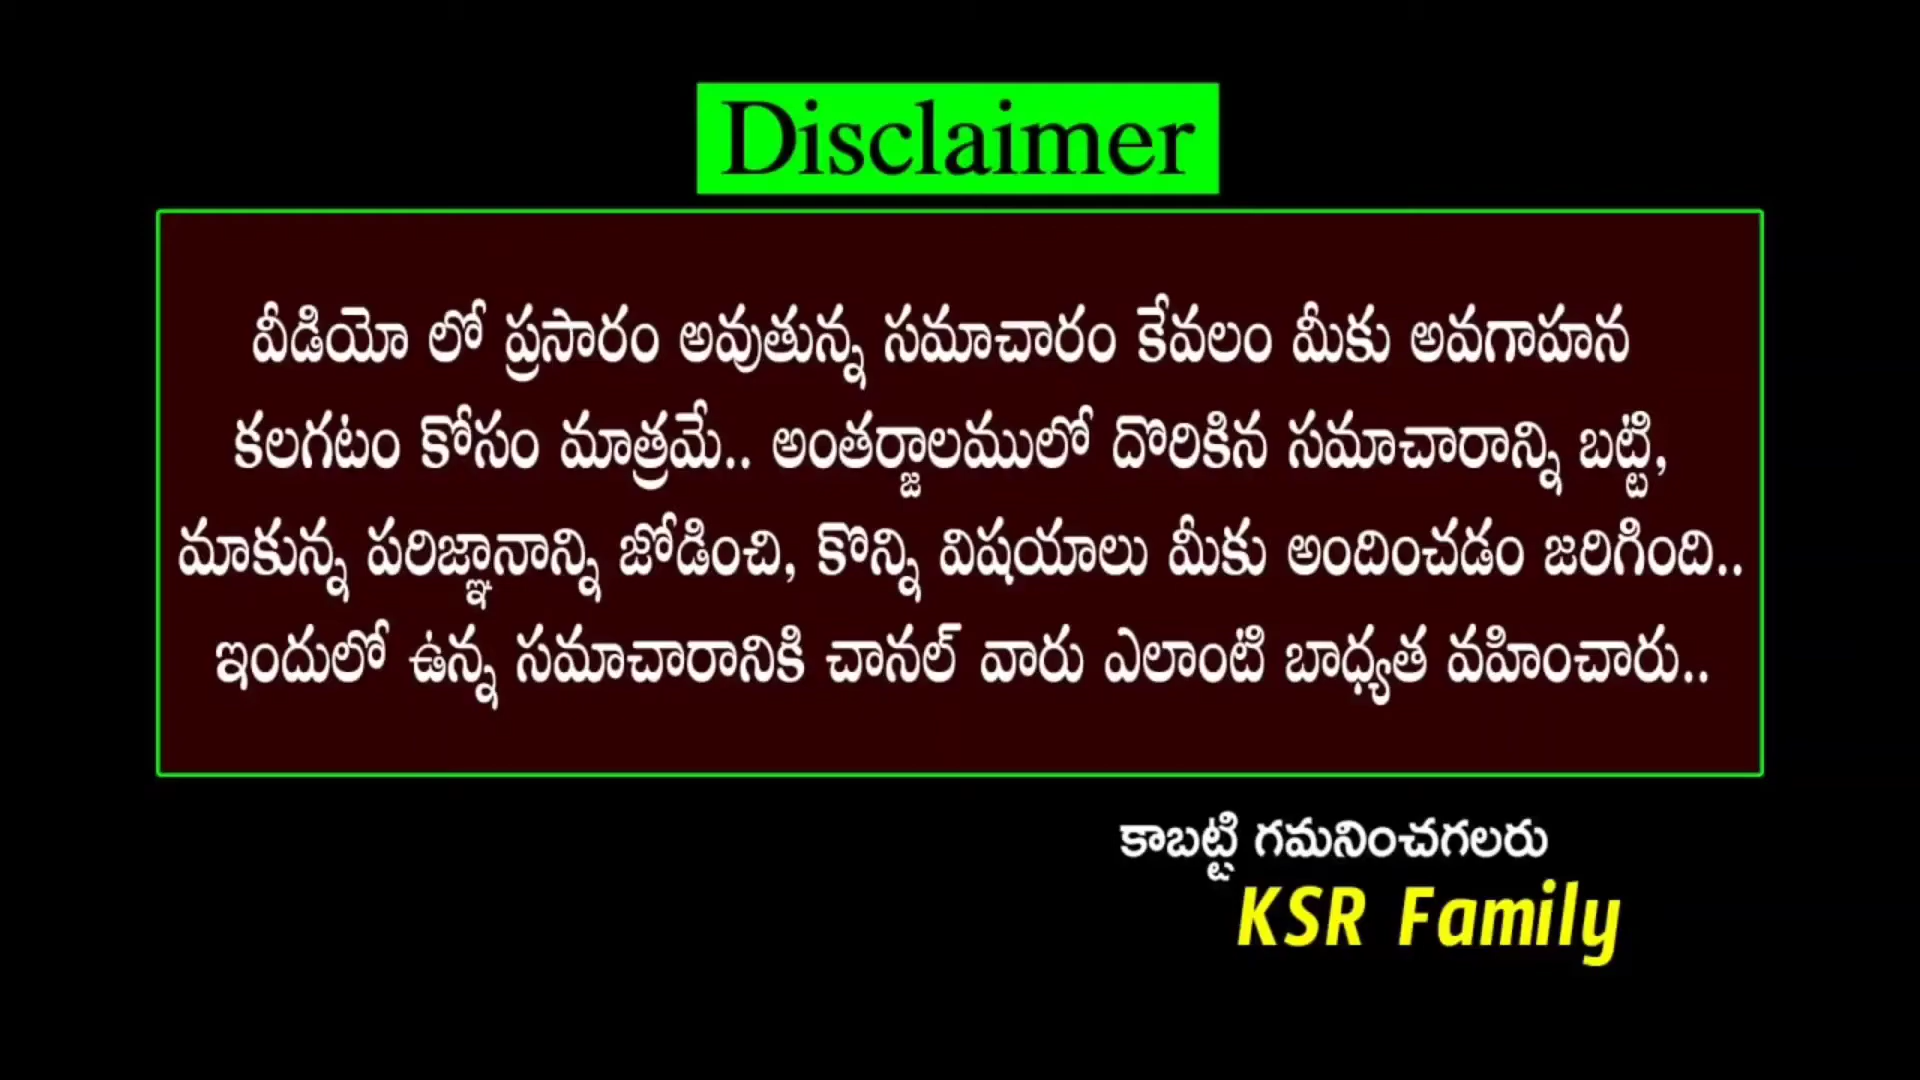 Disclaimer
వీడియో లో ప్రసారం అవుతున్న సమాచారం కేవలం మీకు అవగాహన
కలగటం కోసం మాత్రమే.. అంతర్జాలములో దొరికిన సమాచారాన్ని బట్టి,
మాకున్న పరిజ్ఞానాన్ని జోడించి, కొన్ని విషయాలు మీకు అందించడం జరిగింది..
ఇందులో ఉన్న సమాచారానికి చానల్ వారు ఎలాంటి బాధ్యత వహించారు..
కాబట్టి గమనించగలరు
KSR Family